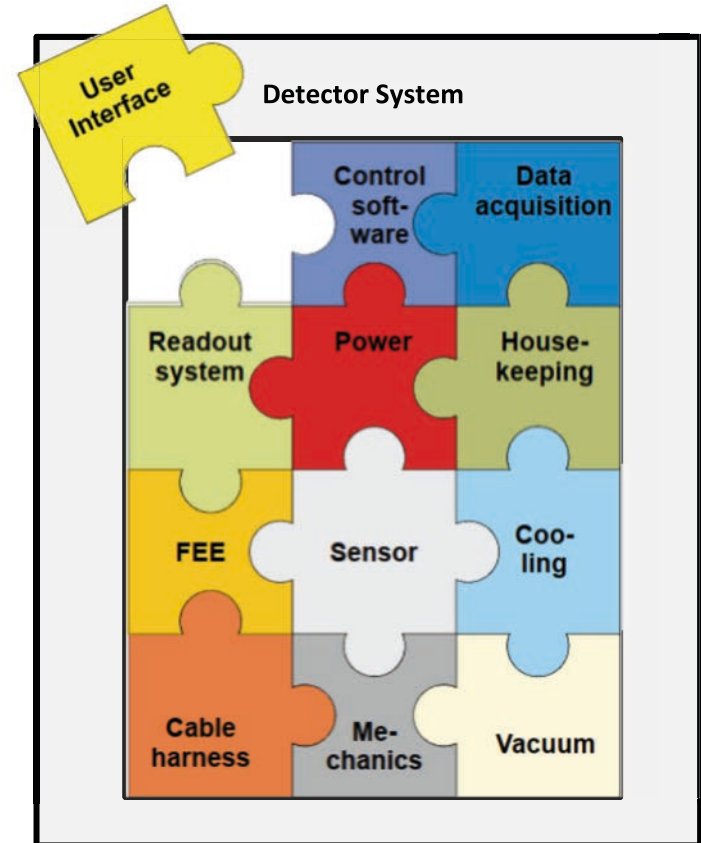 User
Interface
Detector System
Control
soft-
ware
Data
acquisition
Readout
system
Power
House-
keeping
FEE
Sensor
Coo-
ling
Cable
harness
Me-
chanics
Vacuum